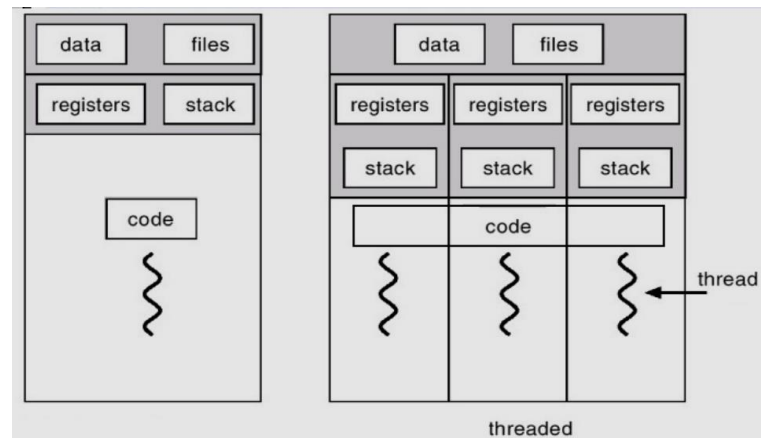 data files
registers stack
code
data files
registers registers registers
stack stack stack
code
thread
threaded